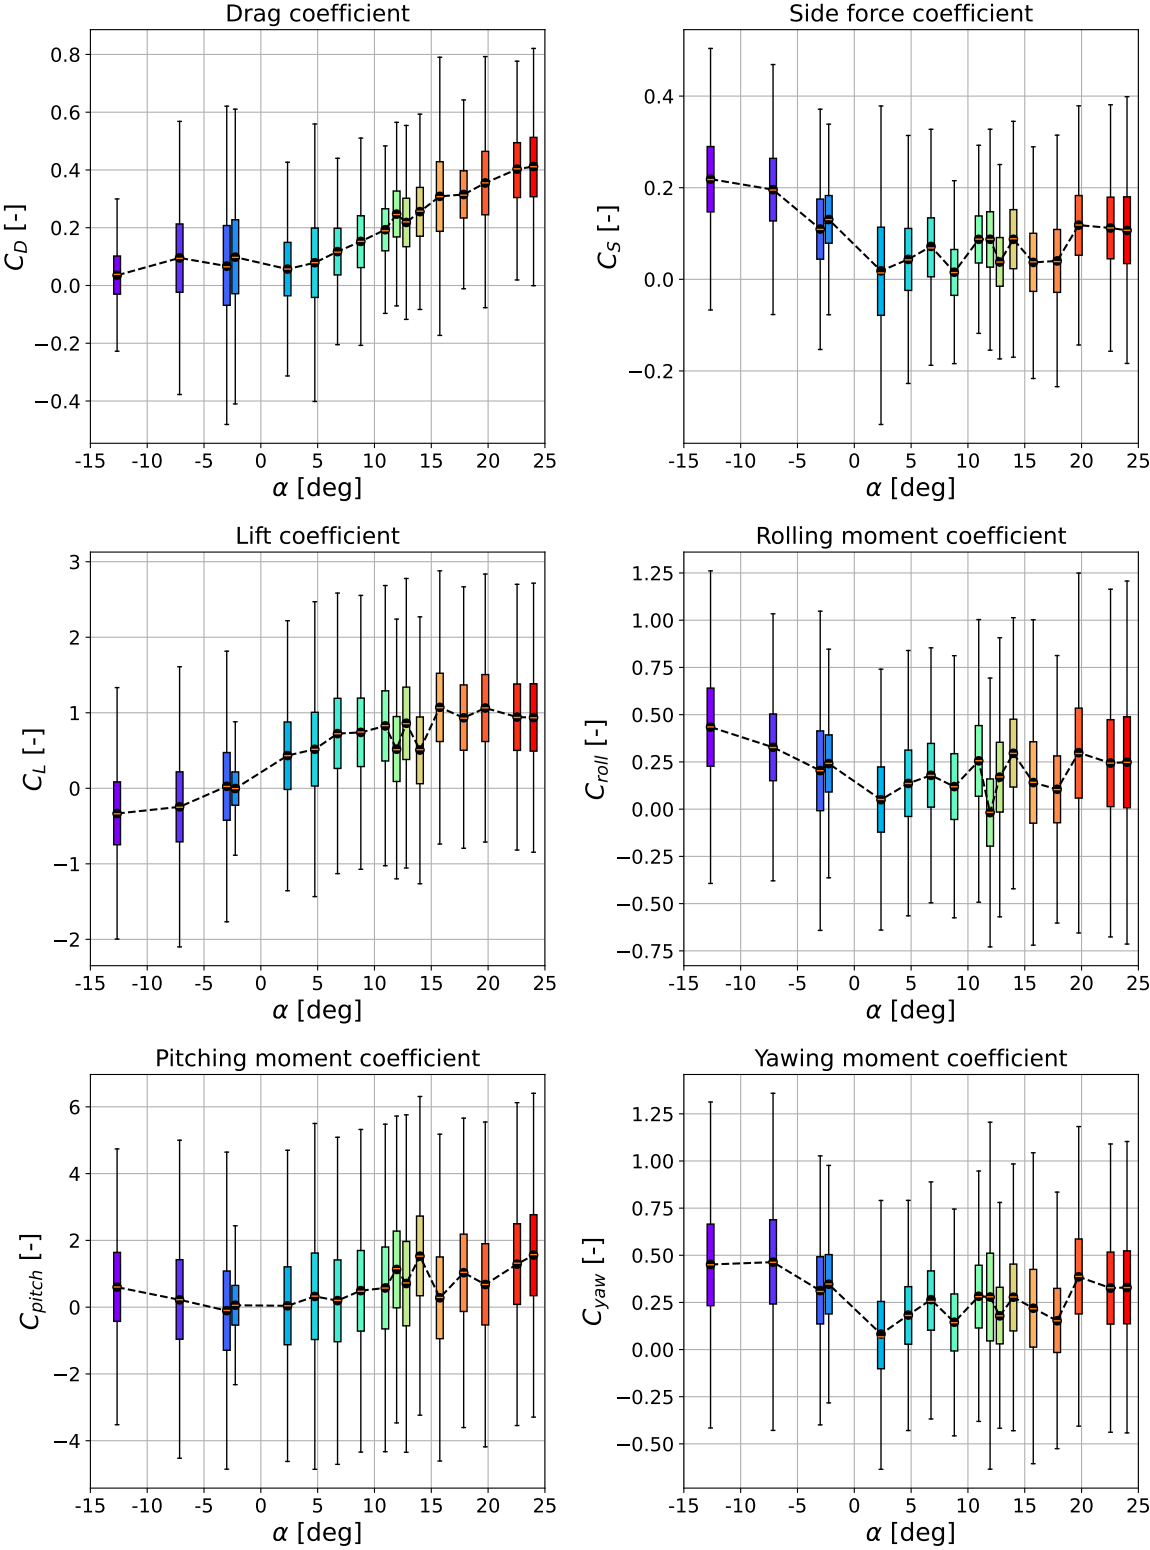 Drag coefficient
0.8
0.6
0.4
0.2
0.0
−0.2
−0.4
C_D [-]
-15 -10 -5 0 5 10 15 20 25
α [deg]
Side force coefficient
0.4
0.2
0.0
−0.2
C_S [-]
-15 -10 -5 0 5 10 15 20 25
α [deg]
Lift coefficient
3
2
1
0
−1
−2
C_L [-]
-15 -10 -5 0 5 10 15 20 25
α [deg]
Rolling moment coefficient
1.25
1.00
0.75
0.50
0.25
0.00
−0.25
−0.50
−0.75
C_roll [-]
-15 -10 -5 0 5 10 15 20 25
α [deg]
Pitching moment coefficient
6
4
2
0
−2
−4
C_pitch [-]
-15 -10 -5 0 5 10 15 20 25
α [deg]
Yawing moment coefficient
1.25
1.00
0.75
0.50
0.25
0.00
−0.25
−0.50
C_yaw [-]
-15 -10 -5 0 5 10 15 20 25
α [deg]